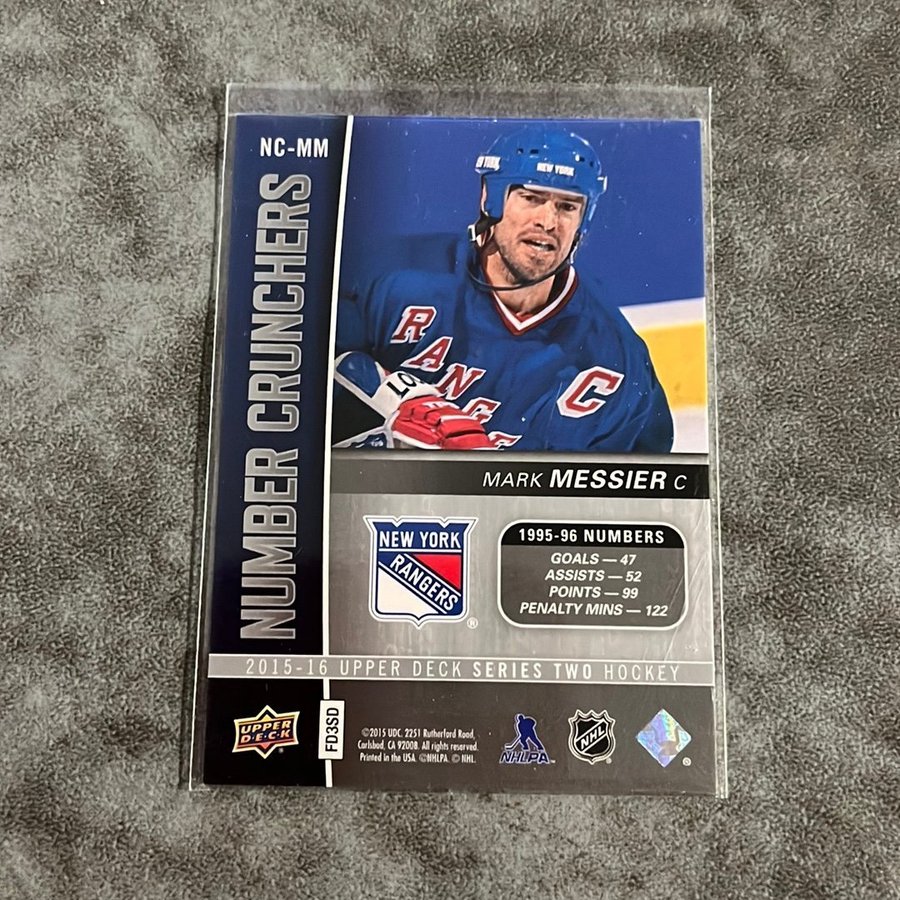 NC-MM
NUMBER CRUNCHERS
NEW YORK
RANGE
C
MARK MESSIER C
NEW YORK
RANGERS
®
1995-96 NUMBERS
GOALS — 47
ASSISTS — 52
POINTS — 99
PENALTY MINS — 122
2015-16 UPPER DECK SERIES TWO HOCKEY
UPPER
DECK
®
FD3SD
©2015 UDC. 2251 Rutherford Road,
Carlsbad, CA 92008. All rights reserved.
Printed in the USA. ©NHLPA. © NHL.
NHLPA
NHL